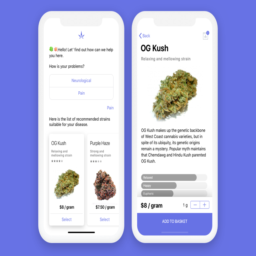 Hello! Let' find out how can we help
you here.
How is your problems?
Neurological
Pain
Pain
Here is the list of recommended strains
suitable for your disease.
OG Kush
Relaxing and
mellowing strain
$8 / gram
Select
Purple Haze
Relaxing and
mellowing strain
$7.50 / gram
Select
Back
OG Kush
Relaxing and mellowing strain
OG Kush makes up the genetic backbone
of West Coast cannabis varieties, but in
spite of its ubiquity, its genetic origins
remain a mystery. Popular myth maintains
that Chemdawg and Hindu Kush parented
OG Kush.
Relaxed
$8 / gram
1 g
ADD TO BASKET